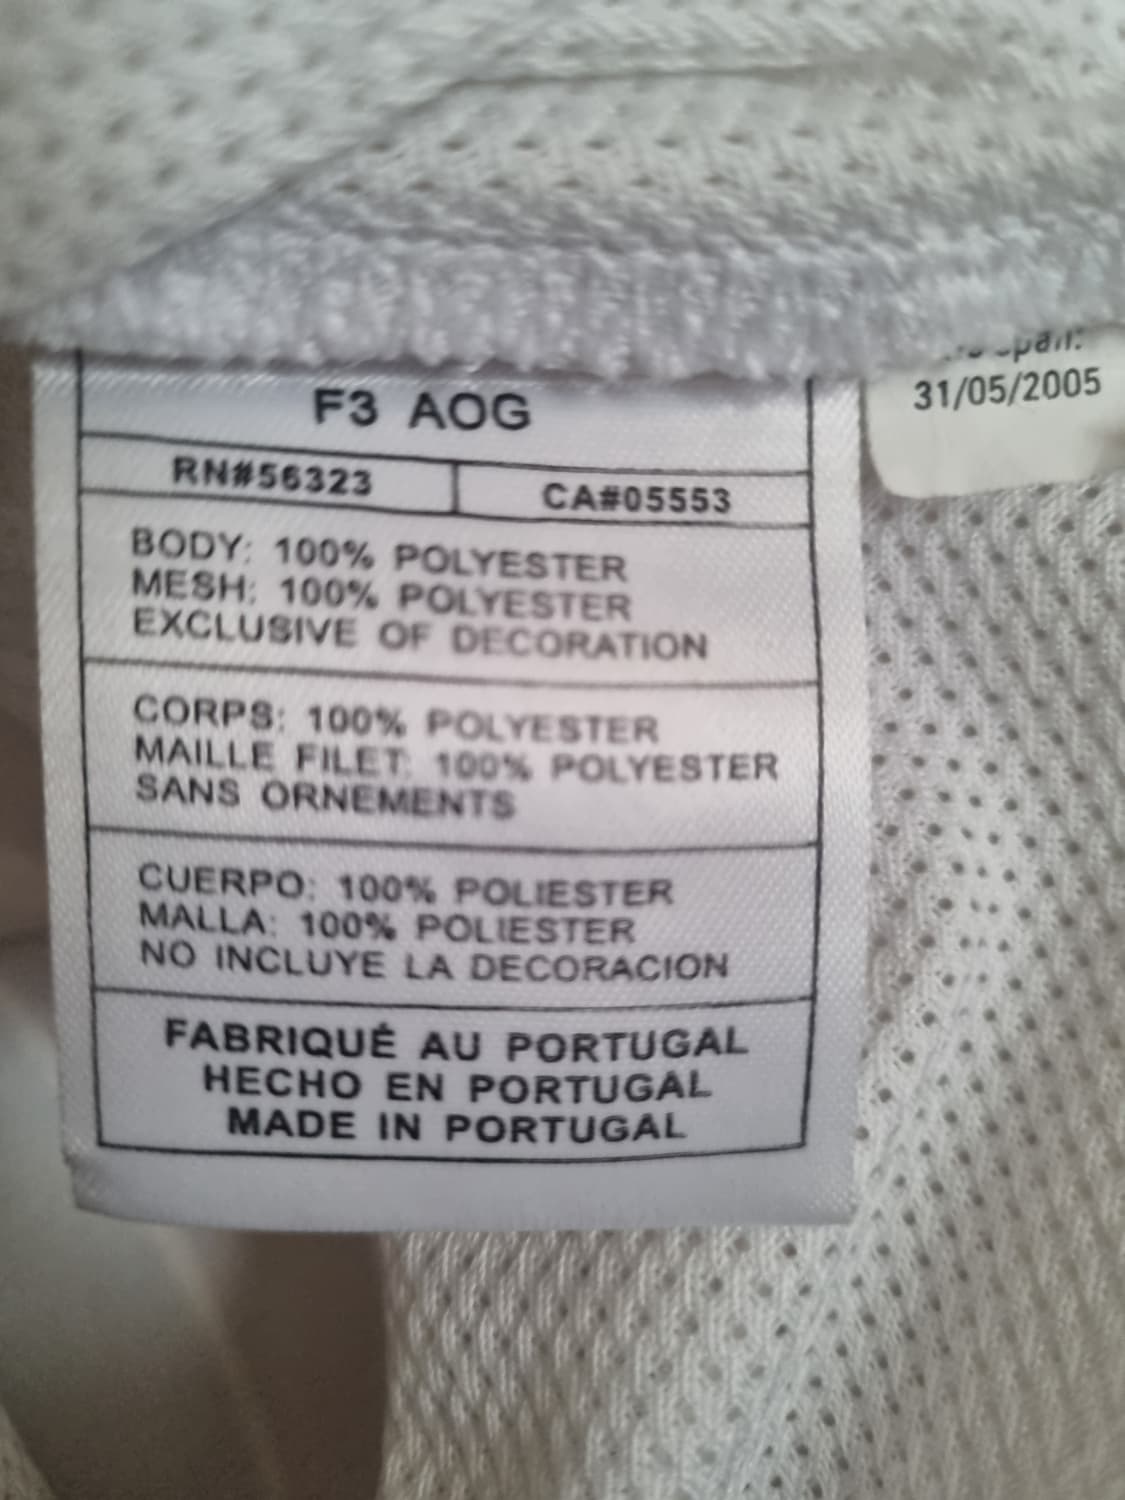 31/05/2005
F3 AOG
RN#56323 CA#05553
BODY: 100% POLYESTER
MESH: 100% POLYESTER
EXCLUSIVE OF DECORATION
CORPS: 100% POLYESTER
MAILLE FILET: 100% POLYESTER
SANS ORNEMENTS
CUERPO: 100% POLIESTER
MALLA: 100% POLIESTER
NO INCLUYE LA DECORACION
FABRIQUÉ AU PORTUGAL
HECHO EN PORTUGAL
MADE IN PORTUGAL